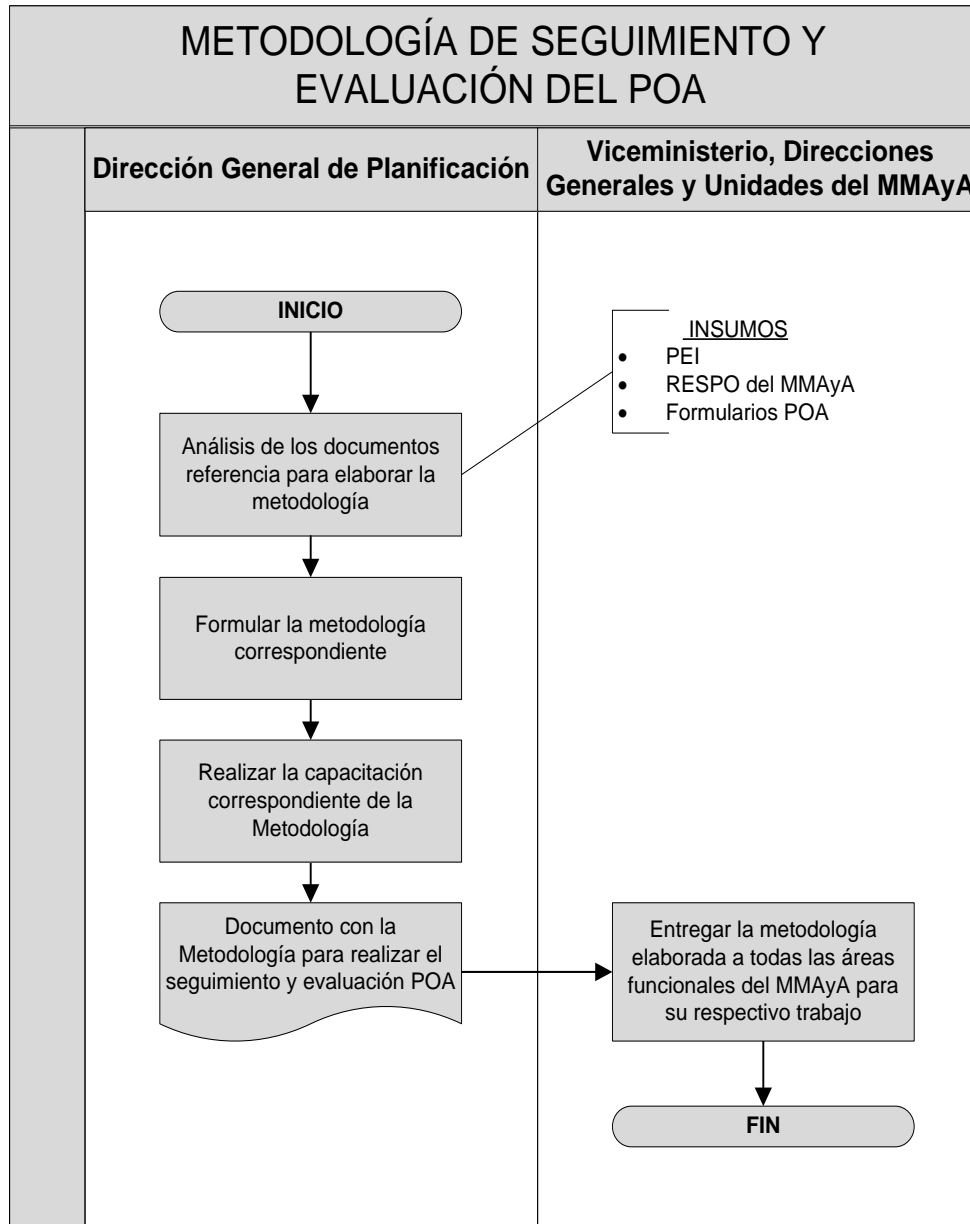 METODOLOGÍA DE SEGUIMIENTO Y
EVALUACIÓN DEL POA
Dirección General de Planificación
Viceministerio, Direcciones
Generales y Unidades del MMAyA
INICIO
INSUMOS
• PEI
• RESPO del MMAyA
• Formularios POA
Análisis de los documentos
referencia para elaborar la
metodología
Formular la metodología
correspondiente
Realizar la capacitación
correspondiente de la
Metodología
Documento con la
Metodología para realizar el
seguimiento y evaluación POA
Entregar la metodología
elaborada a todas las áreas
funcionales del MMAyA para
su respectivo trabajo
FIN